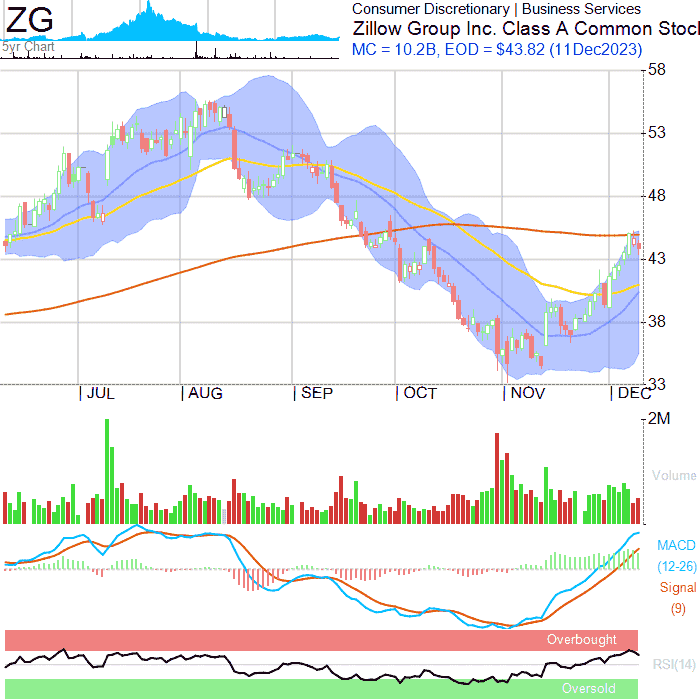 ZG
5yr Chart
Consumer Discretionary | Business Services
Zillow Group Inc. Class A Common Stoc
MC = 10.2B, EOD = $43.82 (11Dec2023)
58
53
48
43
38
33
JUL
AUG
SEP
OCT
NOV
DEC
2M
Volume
MACD
(12-26)
Signal
(9)
Overbought
RSI(14)
Oversold